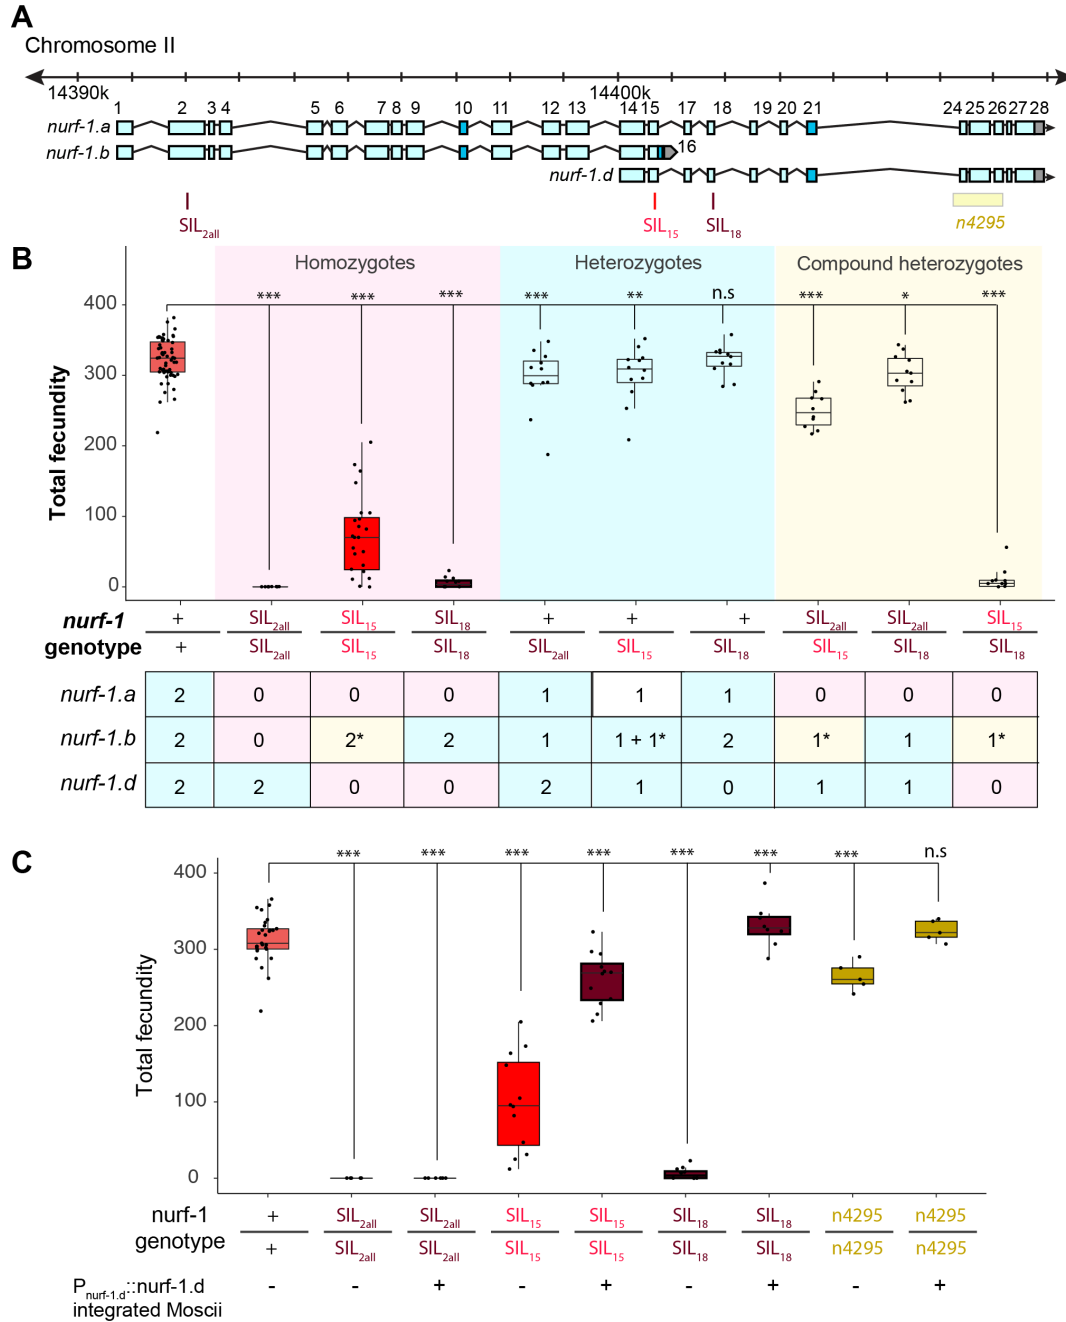 A
Chromosome II
14390k 14400k
1 2 3 4 5 6 7 8 9 10 11 12 13 14 15 17 18 19 20 21 24 25 26 27 28
nurf-1.a
nurf-1.b 16
nurf-1.d
SIL2all SIL15 SIL18 n4295
B
Homozygotes Heterozygotes Compound heterozygotes
*** *** *** *** ** n.s *** * ***
400
300
200
100
0
Total fecundity
nurf-1 + SIL2all SIL15 SIL18 + + + SIL2all SIL2all SIL15
genotype + SIL2all SIL15 SIL18 SIL2all SIL15 SIL18 SIL15 SIL18 SIL18
nurf-1.a 2 0 0 0 1 1 1 0 0 0
nurf-1.b 2 0 2* 2 1 1 + 1* 2 1* 1 1*
nurf-1.d 2 2 0 0 2 1 0 1 1 0
C
*** *** *** *** *** *** *** n.s
400
300
200
100
0
Total fecundity
nurf-1 + SIL2all SIL2all SIL15 SIL15 SIL18 SIL18 n4295 n4295
genotype + SIL2all SIL2all SIL15 SIL15 SIL18 SIL18 n4295 n4295
Pnurf-1.d::nurf-1.d - - + - + - + - +
integrated Moscii